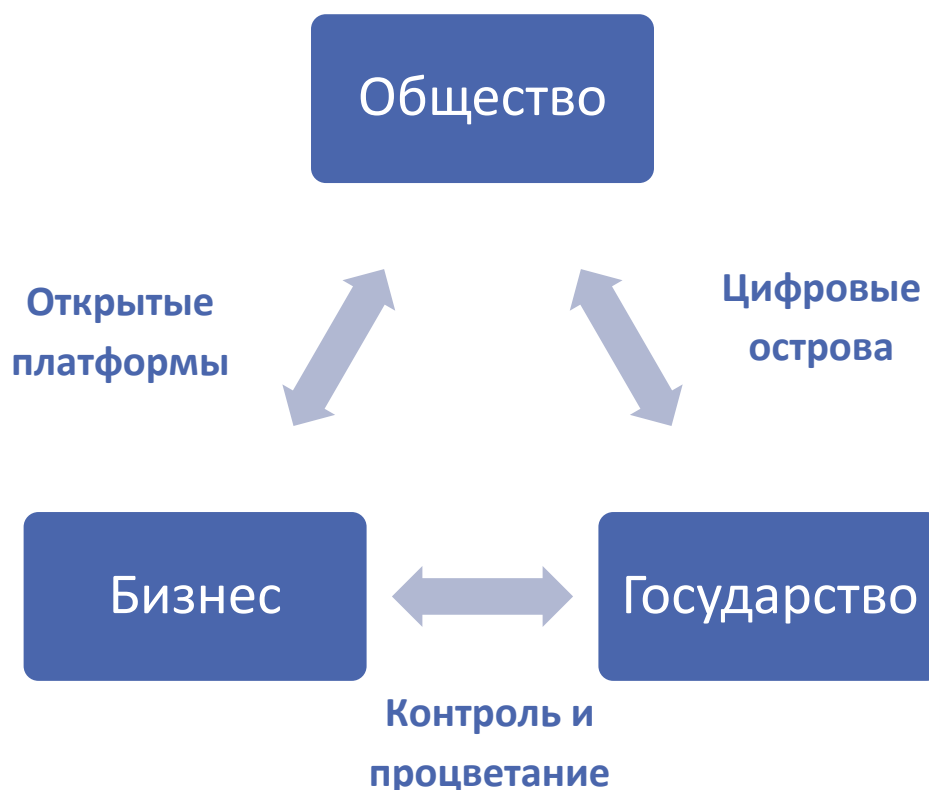 Общество
Открытые
платформы
Цифровые
острова
Бизнес
Государство
Контроль и
процветание